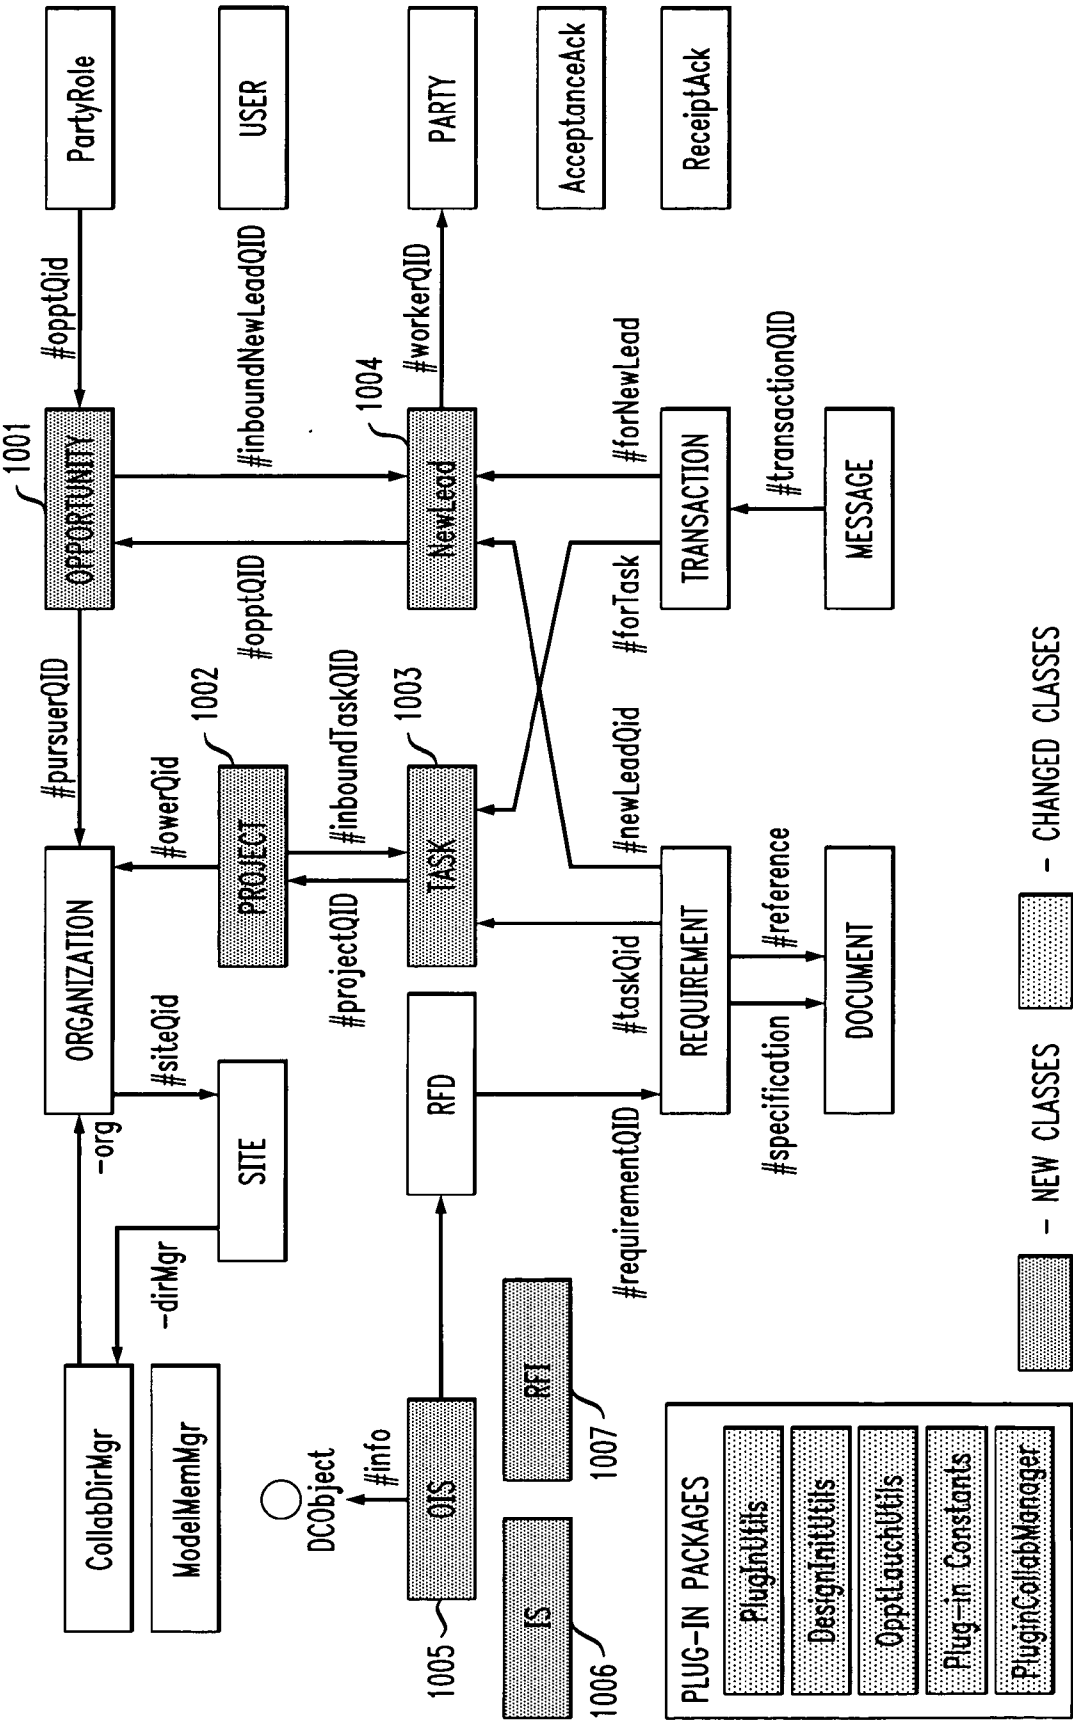 CollabDirMgr
-org
ORGANIZATION
#pursuerQID
OPPORTUNITY
1001
#opptQid
PartyRole
ModelMemMgr
-dirMgr
SITE
#siteQid
#owerQid
PROJECT
1002
#opptQID
#inboundNewLeadQID
USER
DCObject
#info
#projectQID
#inboundTaskQID
1005
OIS
RFD
TASK
1003
NewLead
1004
#workerQID
PARTY
1006
IS
1007
RFI
AcceptanceAck
#requirementQID
#taskQid
#newLeadQid
#forTask
#forNewLead
REQUIREMENT
TRANSACTION
ReceiptAck
#specification
#reference
#transactionQID
DOCUMENT
MESSAGE
PLUG-IN PACKAGES
PlugInUtils
DesignInitUtils
OpptLauchUtils
Plug-in Constants
PluginCollabManager
- NEW CLASSES
- CHANGED CLASSES